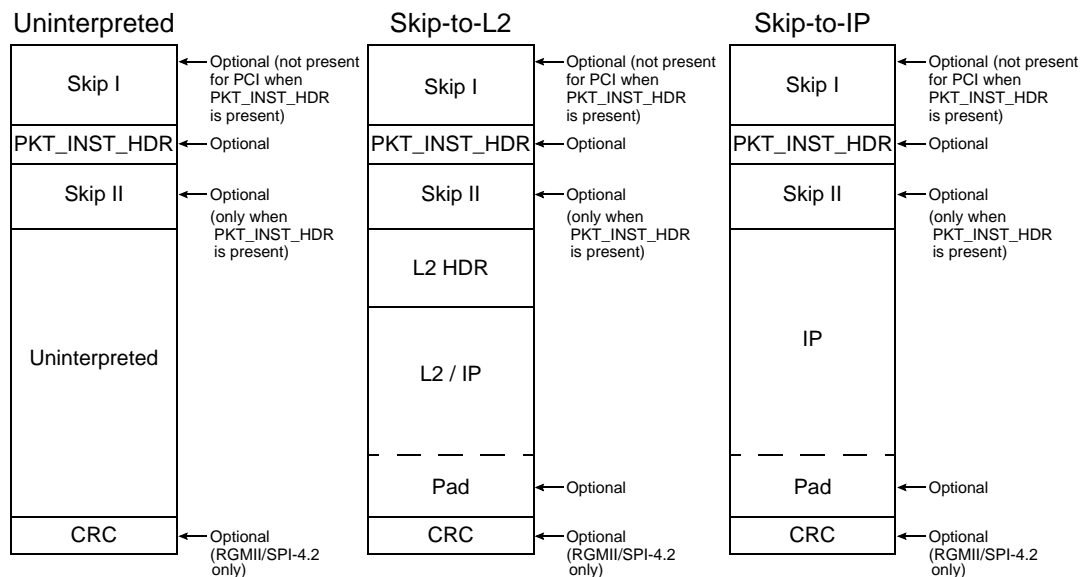 Uninterpreted
Skip I
Optional (not present
for PCI when
PKT_INST_HDR
is present)
PKT_INST_HDR
Optional
Skip II
Optional
(only when
PKT_INST_HDR
is present)
Uninterpreted
CRC
Optional
(RGMII/SPI-4.2
only)
Skip-to-L2
Skip I
Optional (not present
for PCI when
PKT_INST_HDR
is present)
PKT_INST_HDR
Optional
Skip II
Optional
(only when
PKT_INST_HDR
is present)
L2 HDR
L2 / IP
Pad
Optional
CRC
Optional
(RGMII/SPI-4.2
only)
Skip-to-IP
Skip I
Optional (not present
for PCI when
PKT_INST_HDR
is present)
PKT_INST_HDR
Optional
Skip II
Optional
(only when
PKT_INST_HDR
is present)
IP
Pad
Optional
CRC
Optional
(RGMII/SPI-4.2
only)